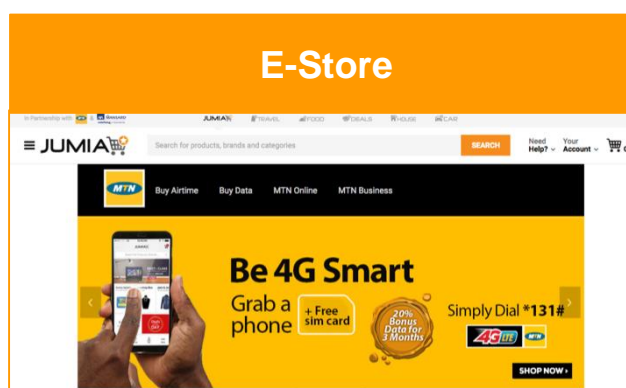 E-Store
In Partnership with MTN &
JUMIA TRAVEL FOOD DEALS HOUSE CAR
JUMIA
Search for products, brands and categories
SEARCH
Need Help?
Your Account
MTN
Buy Airtime Buy Data MTN Online MTN Business
Be 4G Smart
Grab a phone
+ Free sim card
20% Bonus Data for 3 Months
Simply Dial *131#
4G LTE MTN
SHOP NOW ›